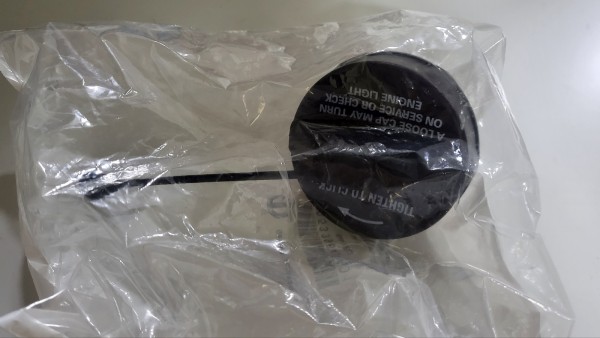 A LOOSE CAP MAY TURN
ON SERVICE OR CHECK
ENGINE LIGHT
TIGHTEN TO CLICK